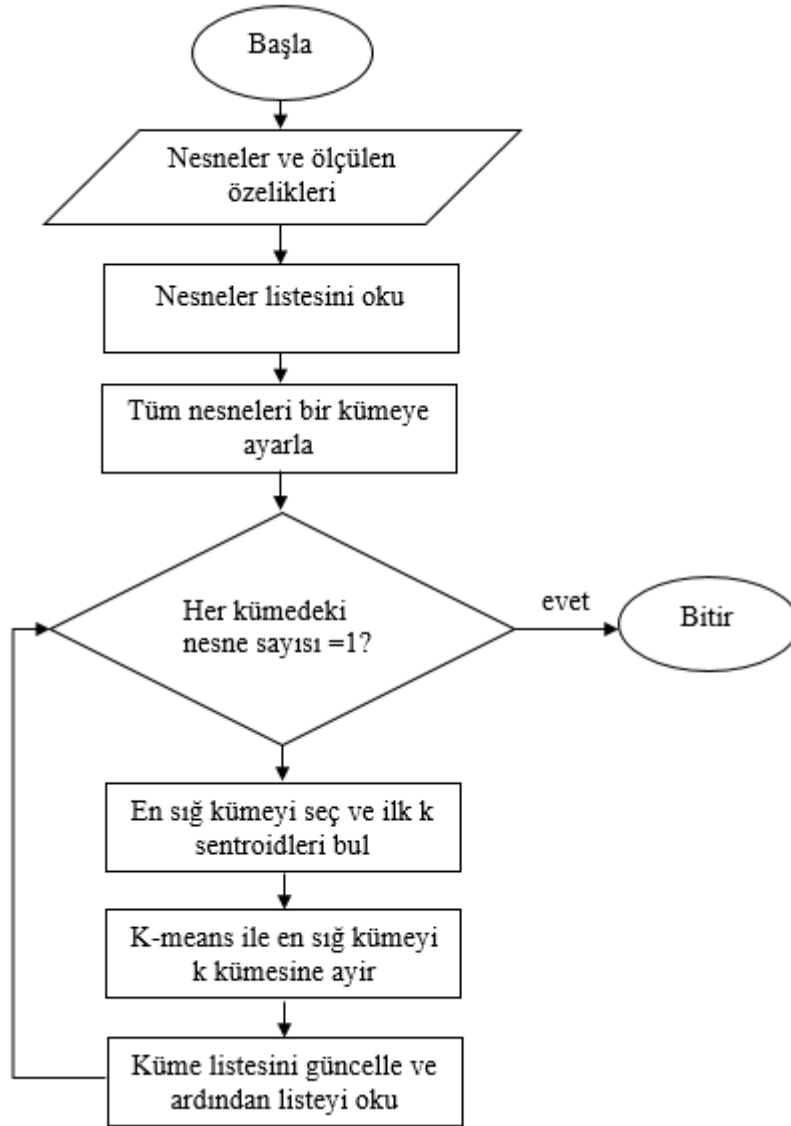 Başla
Nesneler ve ölçülen
özelikleri
Nesneler listesini oku
Tüm nesneleri bir kümeye
ayarla
Her kümedeki
nesne sayısı =1?
evet
Bitir
En sığ kümeyi seç ve ilk k
sentroidleri bul
K-means ile en sığ kümeyi
k kümesine ayir
Küme listesini güncelle ve
ardından listeyi oku